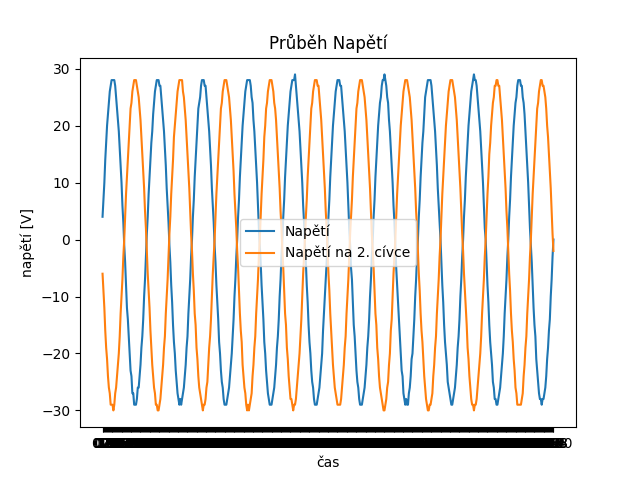 Průběh Napětí
30
20
10
0
−10
−20
−30
napětí [V]
Napětí
Napětí na 2. cívce
čas